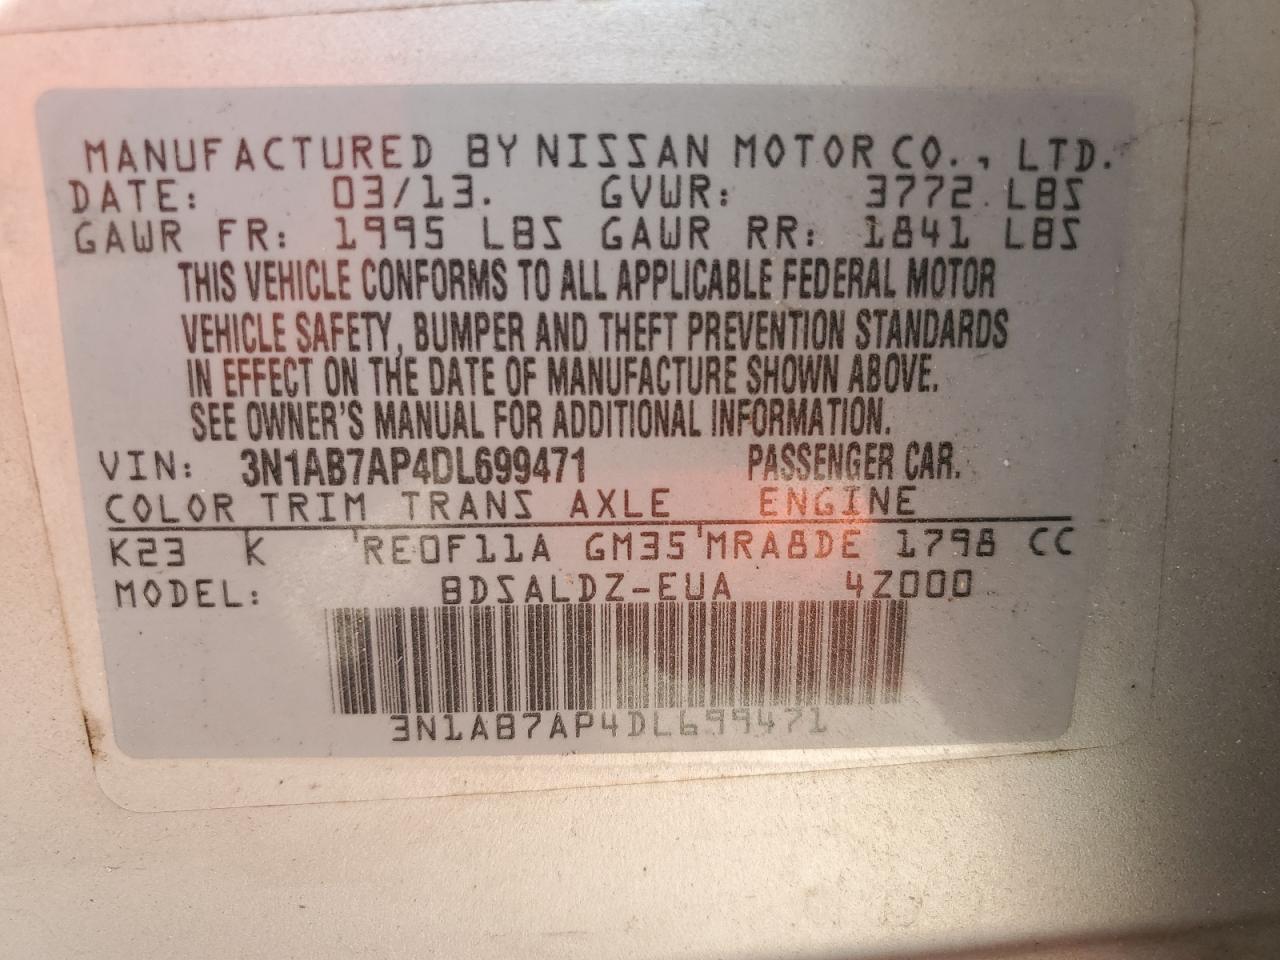 MANUFACTURED BY NISSAN MOTOR CO., LTD.
DATE: 03/13. GVWR: 3772 LBS
GAWR FR: 1995 LBS GAWR RR: 1841 LBS
THIS VEHICLE CONFORMS TO ALL APPLICABLE FEDERAL MOTOR
VEHICLE SAFETY, BUMPER AND THEFT PREVENTION STANDARDS
IN EFFECT ON THE DATE OF MANUFACTURE SHOWN ABOVE.
SEE OWNER'S MANUAL FOR ADDITIONAL INFORMATION.
VIN: 3N1AB7AP4DL699471 PASSENGER CAR.
COLOR TRIM TRANS AXLE ENGINE
K23 K 'RE0F11A GM35'MRA8DE 1798 CC
MODEL: BDSALDZ-EUA 4Z000
3N1AB7AP4DL699471